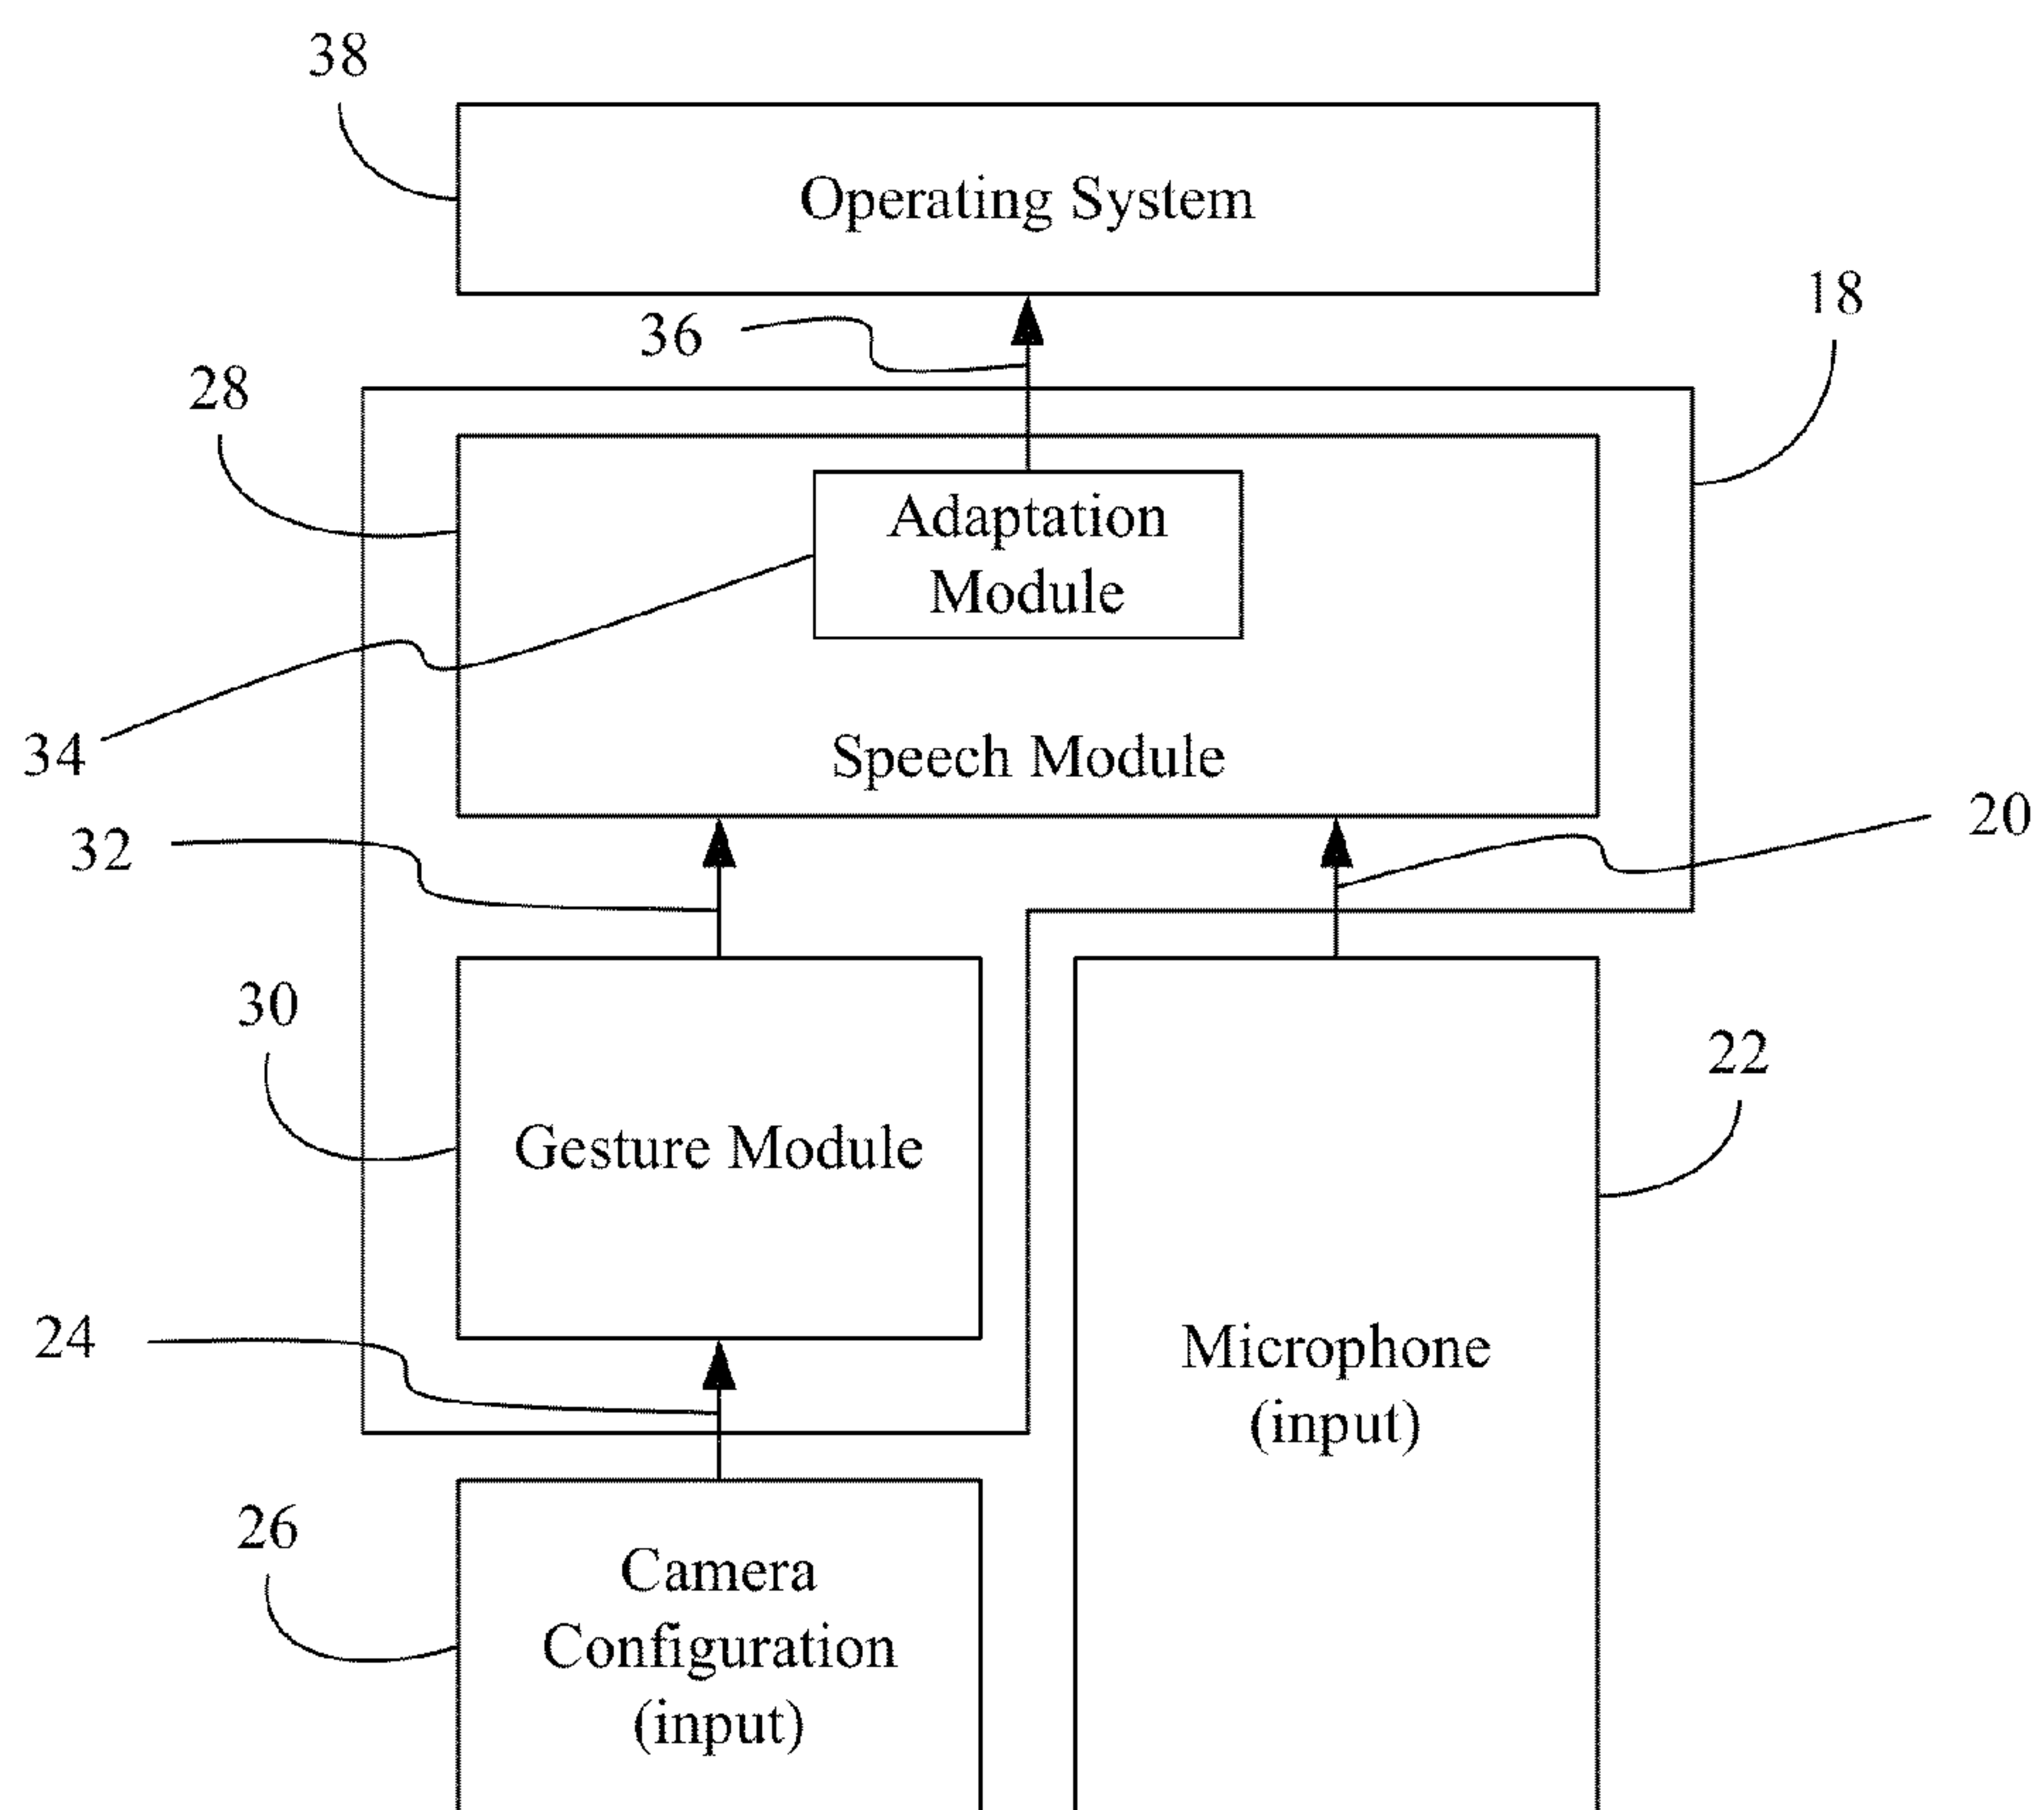 38
Operating System
18
36
28
Adaptation
Module
34
Speech Module
20
32
30
22
Gesture Module
24
Microphone
(input)
26
Camera
Configuration
(input)